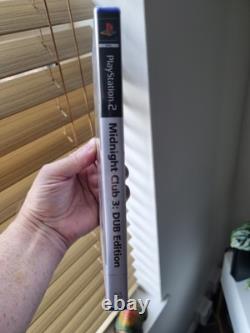 PlayStation 2
Midnight Club 3: DUB Edition